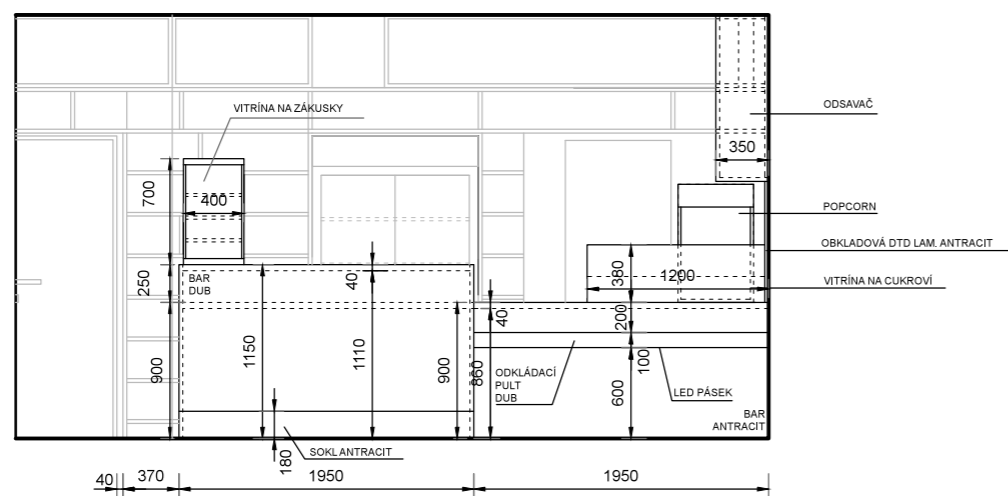 VITRÍNA NA ZÁKUSKY
ODSAVAČ
350
700
400
POPCORN
OBKLADOVÁ DTD LAM. ANTRACIT
BAR
DUB
250
40
380
1200
VITRÍNA NA CUKROVÍ
40
200
900
1150
1110
900
860
ODKLÁDACÍ
PULT
DUB
600
100
LED PÁSEK
BAR
ANTRACIT
180
SOKL ANTRACIT
40
370
1950
1950